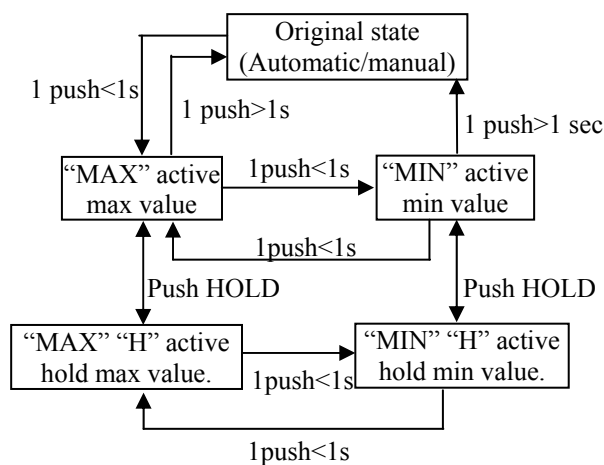 Original state
(Automatic/manual)
1 push<1s
1 push>1s
1 push>1 sec
“MAX” active
max value
1push<1s
“MIN” active
min value
1push<1s
Push HOLD
Push HOLD
“MAX” “H” active
hold max value.
1push<1s
“MIN” “H” active
hold min value.
1push<1s